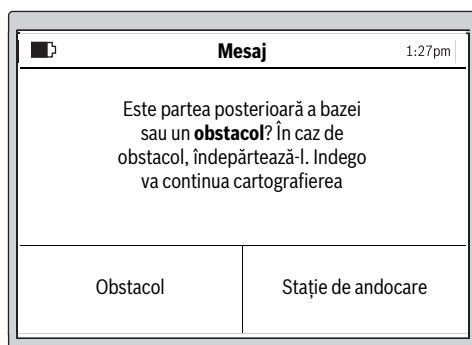 Mesaj 1:27pm
Este partea posterioară a bazei
sau un obstacol? În caz de
obstacol, îndepărtează-l. Indego
va continua cartografierea
Obstacol Stație de andocare